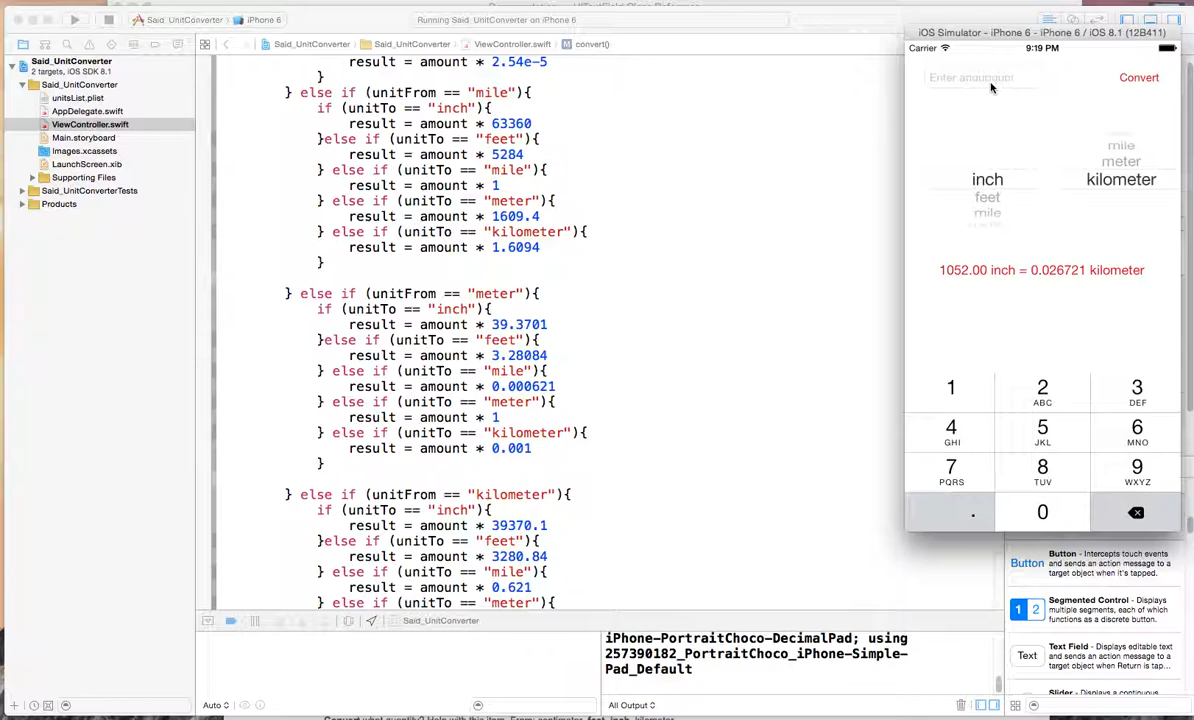 Said_UnitConverter
iPhone 6
Running Said_UnitConverter on iPhone 6
Said_UnitConverter
2 targets, iOS SDK 8.1
Said_UnitConverter
unitsList.plist
AppDelegate.swift
ViewController.swift
Main.storyboard
Images.xcassets
LaunchScreen.xib
Supporting Files
Said_UnitConverterTests
Products
Said_UnitConverter
Said_UnitConverter
ViewController.swift
M convert()
result = amount * 2.54e-5
}
} else if (unitFrom == "mile"){
if (unitTo == "inch"){
result = amount * 63360
}else if (unitTo == "feet"){
result = amount * 5284
} else if (unitTo == "mile"){
result = amount * 1
} else if (unitTo == "meter"){
result = amount * 1609.4
} else if (unitTo == "kilometer"){
result = amount * 1.6094
}
} else if (unitFrom == "meter"){
if (unitTo == "inch"){
result = amount * 39.3701
}else if (unitTo == "feet"){
result = amount * 3.28084
} else if (unitTo == "mile"){
result = amount * 0.000621
} else if (unitTo == "meter"){
result = amount * 1
} else if (unitTo == "kilometer"){
result = amount * 0.001
}
} else if (unitFrom == "kilometer"){
if (unitTo == "inch"){
result = amount * 39370.1
}else if (unitTo == "feet"){
result = amount * 3280.84
} else if (unitTo == "mile"){
result = amount * 0.621
} else if (unitTo == "meter"){
Said_UnitConverter
iPhone-PortraitChoco-DecimalPad; using
257390182_PortraitChoco_iPhone-Simple-
Pad_Default
Auto
All Output
iOS Simulator - iPhone 6 - iPhone 6 / iOS 8.1 (12B411)
Carrier
9:19 PM
Enter
Convert
mile
meter
inch
kilometer
feet
mile
1052.00 inch = 0.026721 kilometer
1
2
ABC
3
DEF
4
GHI
5
JKL
6
MNO
7
PQRS
8
TUV
9
WXYZ
.
0
Button
Button - Intercepts touch events
and sends an action message to a
target object when it's tapped.
1 2
Segmented Control - Displays
multiple segments, each of which
functions as a discrete button.
Text
Text Field - Displays editable text
and sends an action message to a
target object when Return is tap...
Slider - Displays a continuous